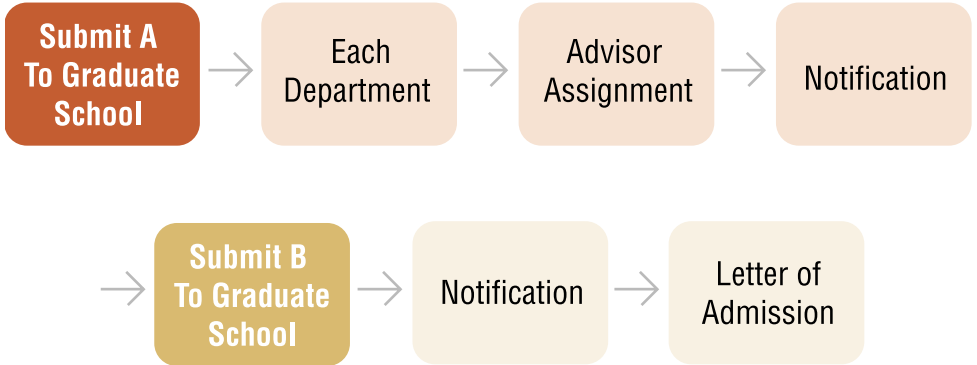 Submit A
To Graduate
School
Each
Department
Advisor
Assignment
Notification
Submit B
To Graduate
School
Notification
Letter of
Admission